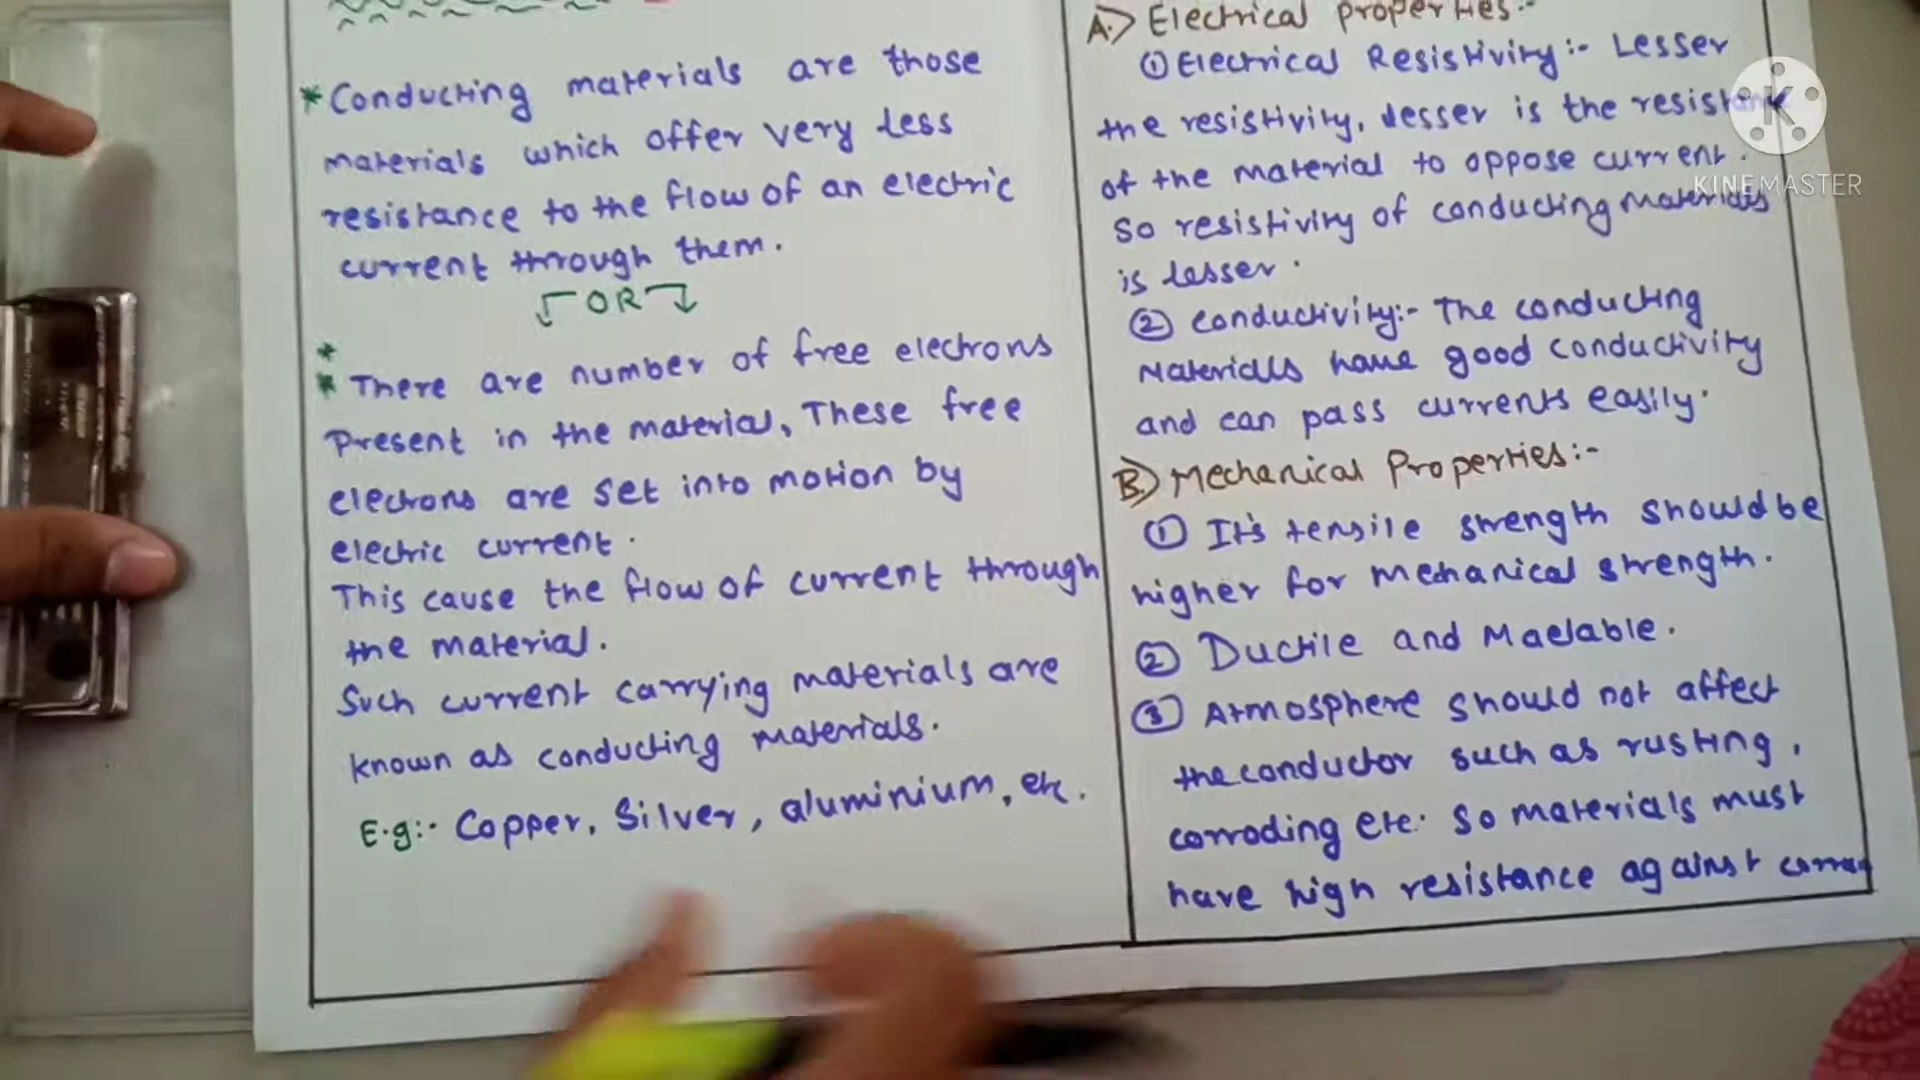 *Conducting materials are those
materials which offer very less
resistance to the flow of an electric
current through them.
OR
*
* There are number of free electrons
Present in the material, These free
electrons are set into motion by
electric current.
This cause the flow of current through
the material.
Such current carrying materials are
known as conducting materials.
E.g:- Copper, Silver, aluminium, etc.
A.) Electrical properties:-
① Electrical Resistivity:- Lesser
the resistivity, lesser is the
of the material to oppose current.
So resistivity of conducting materials
is lesser.
② conductivity:- The conducting
Materials have good conductivity
and can pass currents easily.
B.) Mechanical Properties:-
① It's tensile strength should be
higher for mechanical strength.
② Ductile and Maelable.
③ Atmosphere should not affect
the conductor such as rusting,
corroding etc. So materials must
have high resistance against
K
KINEMASTER